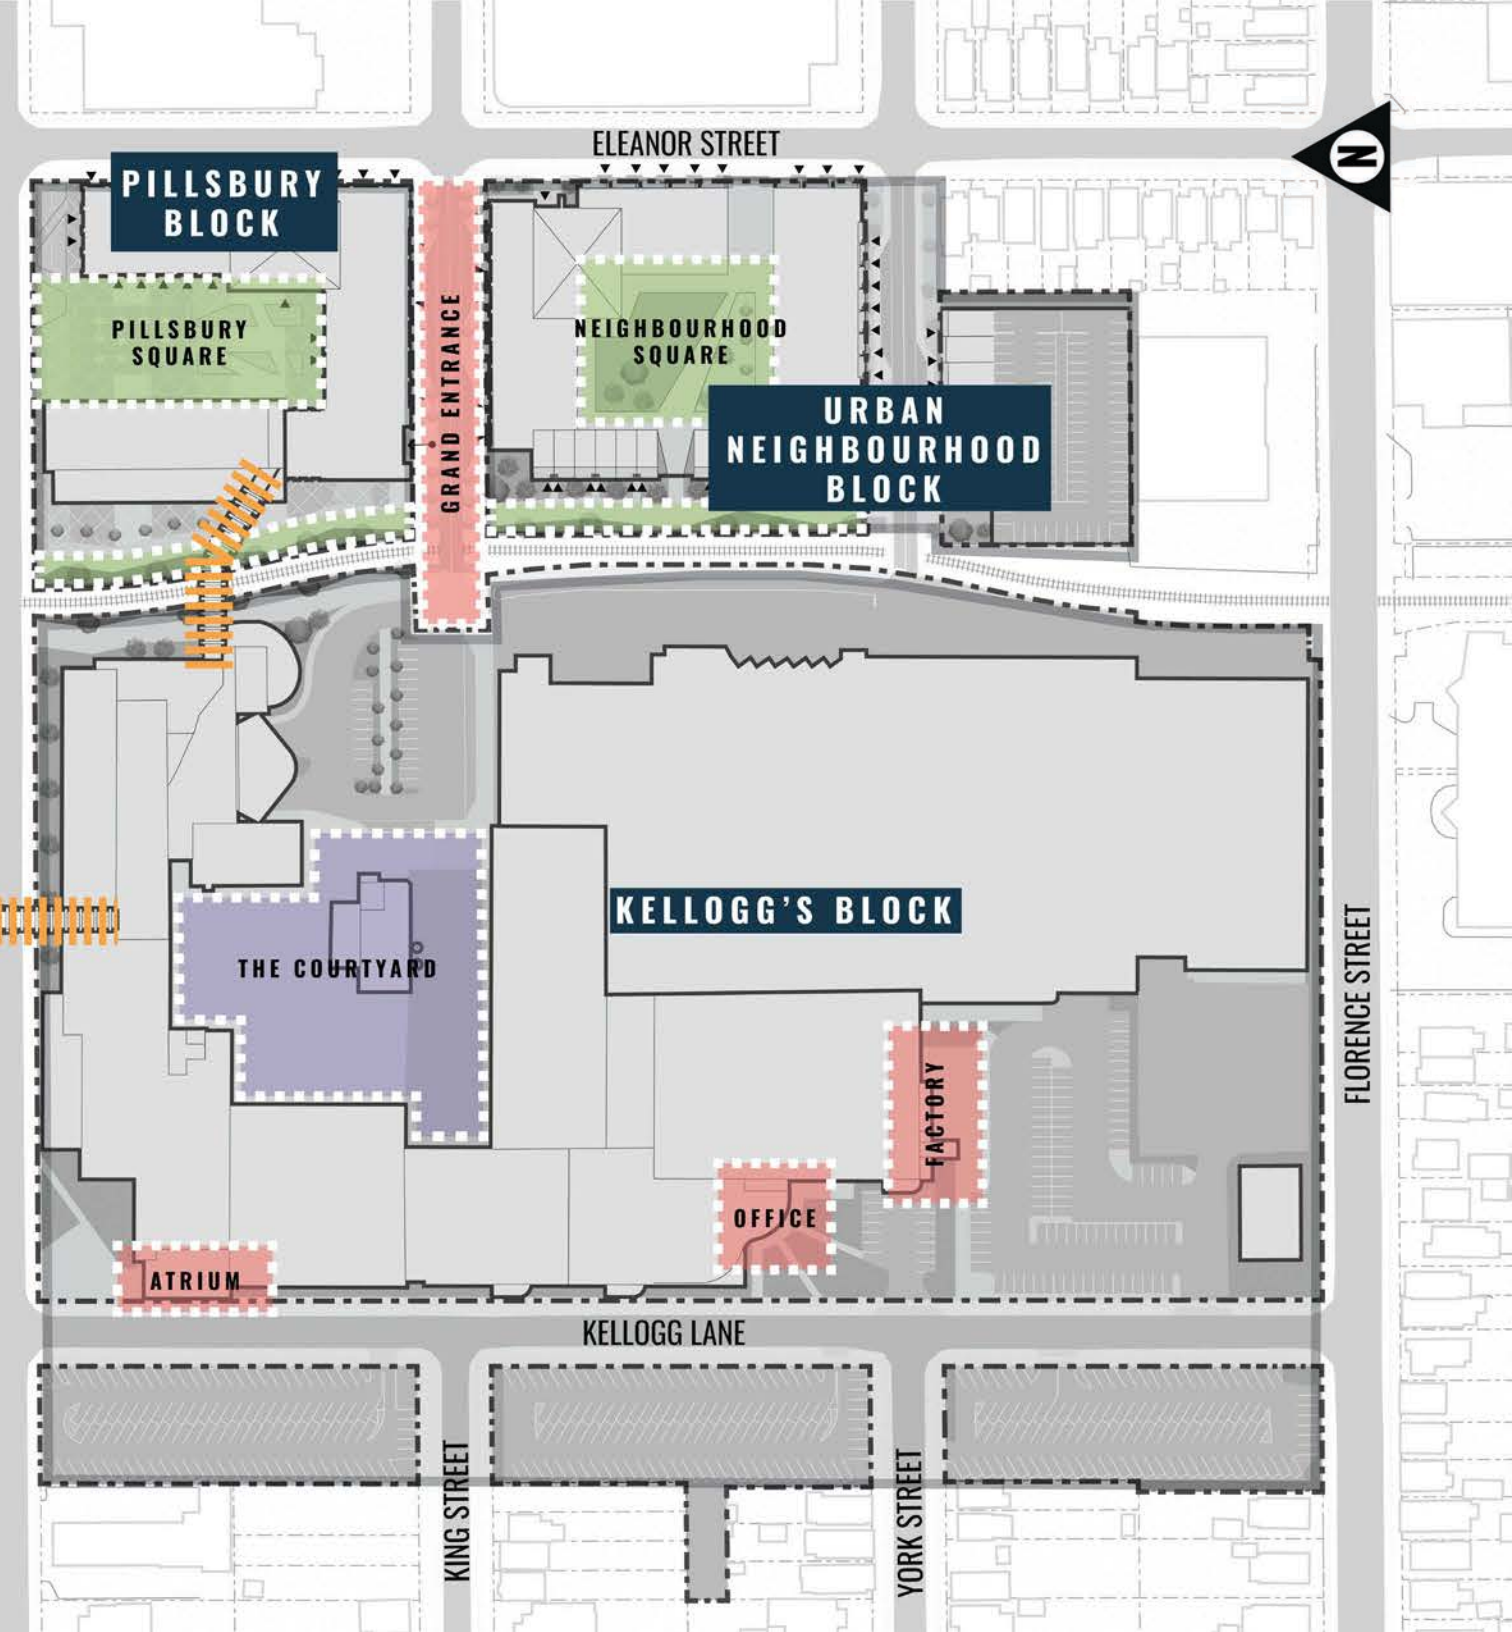 ELEANOR STREET
N
PILLSBURY
BLOCK
PILLSBURY
SQUARE
GRAND ENTRANCE
NEIGHBOURHOOD
SQUARE
URBAN
NEIGHBOURHOOD
BLOCK
KELLOGG'S BLOCK
THE COURTYARD
FLORENCE STREET
FACTORY
OFFICE
ATRIUM
KELLOGG LANE
KING STREET
YORK STREET